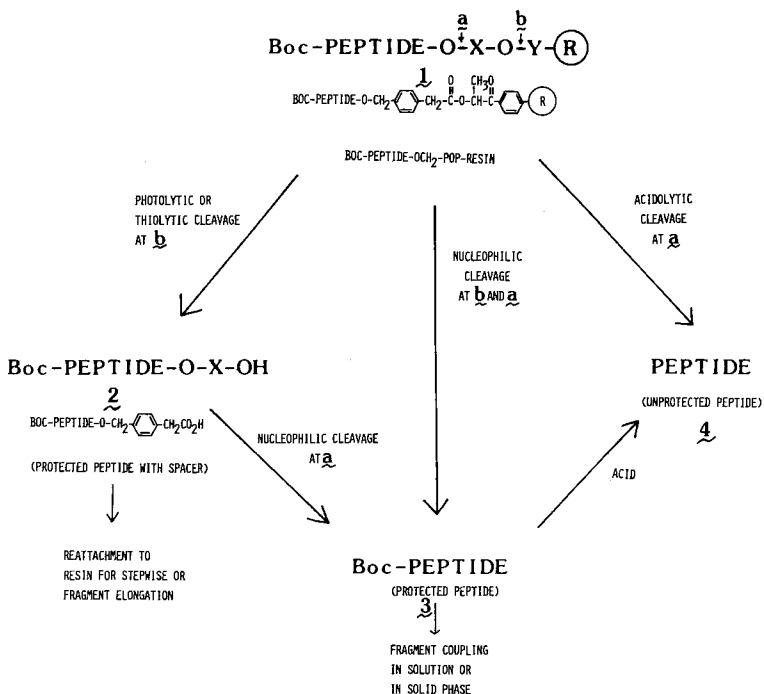 a b
Boc-PEPTIDE-O-X-O-Y-R
1
O CH₃O
BOC-PEPTIDE-O-CH₂-CH₂-C-O-CH-C-R
BOC-PEPTIDE-OCH₂-POP-RESIN
PHOTOLYTIC OR
THIOLYTIC CLEAVAGE
AT b
NUCLEOPHILIC
CLEAVAGE
AT b AND a
ACIDOLYTIC
CLEAVAGE
AT a
Boc-PEPTIDE-O-X-OH
2
BOC-PEPTIDE-O-CH₂-CH₂CO₂H
(PROTECTED PEPTIDE WITH SPACER)
REATTACHMENT TO
RESIN FOR STEPWISE OR
FRAGMENT ELONGATION
NUCLEOPHILIC CLEAVAGE
AT a
PEPTIDE
(UNPROTECTED PEPTIDE)
4
ACID
Boc-PEPTIDE
(PROTECTED PEPTIDE)
3
FRAGMENT COUPLING
IN SOLUTION OR
IN SOLID PHASE